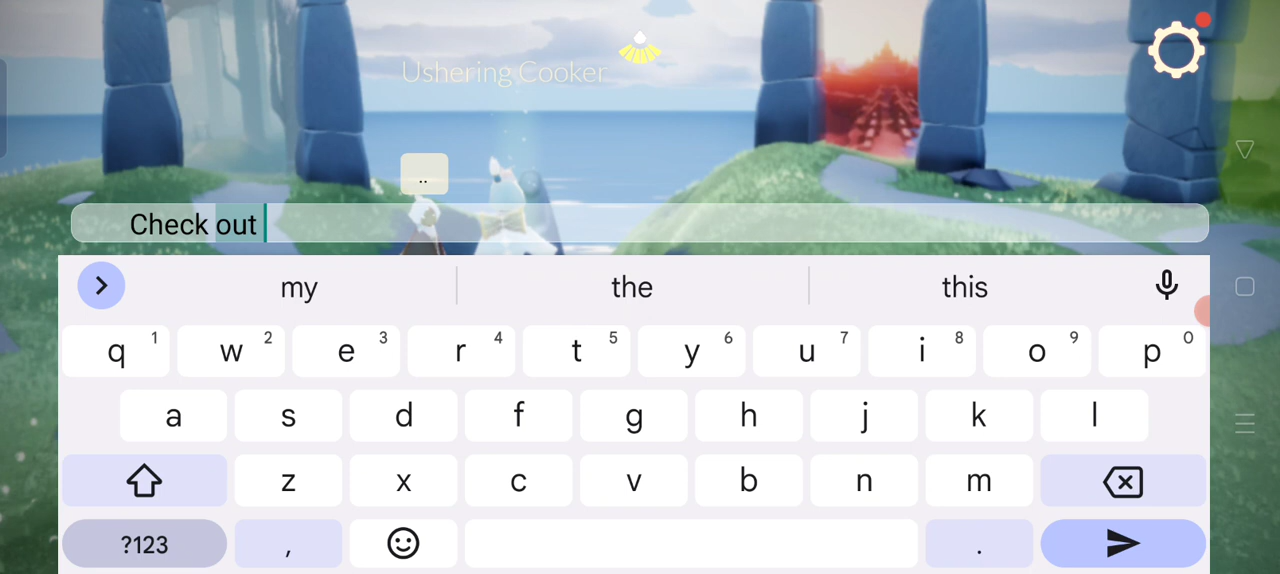 Ushering Cooker
..
Check out
my the this
q 1 w 2 e 3 r 4 t 5 y 6 u 7 i 8 o 9 p 0
a s d f g h j k l
z x c v b n m
?123 , .